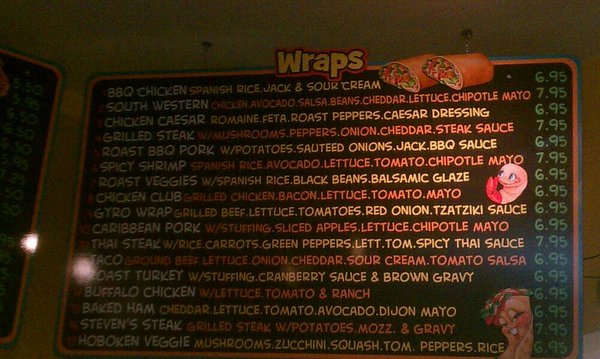 Wraps
BBQ CHICKEN SPANISH RICE.JACK & SOUR CREAM 6.95
SOUTH WESTERN CHICKEN.AVOCADO SALSA.BEANS.CHEDDAR.LETTUCE.CHIPOTLE MAYO 7.95
CHICKEN CAESAR ROMAINE.FETA.ROAST PEPPERS.CAESAR DRESSING 6.95
GRILLED STEAK W/MUSHROOMS.PEPPERS.ONION.CHEDDAR.STEAK SAUCE 7.95
ROAST BBQ PORK W/POTATOES.SAUTEED ONIONS.JACK.BBQ SAUCE 6.95
SPICY SHRIMP SPANISH RICE.AVOCADO.LETTUCE.TOMATO.CHIPOTLE MAYO 7.95
ROAST VEGGIES W/SPANISH RICE.BLACK BEANS.BALSAMIC GLAZE 6.95
CHICKEN CLUB GRILLED CHICKEN.BACON.LETTUCE.TOMATO.MAYO 6.95
GYRO WRAP GRILLED BEEF.LETTUCE.TOMATOES.RED ONION.TZATZIKI SAUCE 6.95
CARIBBEAN PORK W/STUFFING.SLICED APPLES.LETTUCE.CHIPOTLE MAYO 6.95
THAI STEAK W/RICE.CARROTS.GREEN PEPPERS.LETT.TOM.SPICY THAI SAUCE 7.95
TACO GROUND BEEF.LETTUCE.ONION.CHEDDAR.SOUR CREAM.TOMATO SALSA 6.95
ROAST TURKEY W/STUFFING.CRANBERRY SAUCE & BROWN GRAVY 6.95
BUFFALO CHICKEN W/LETTUCE.TOMATO & RANCH 6.95
BAKED HAM CHEDDAR.LETTUCE.TOMATO.AVOCADO.DIJON MAYO 6.95
STEVEN'S STEAK GRILLED STEAK W/POTATOES.MOZZ. & GRAVY 7.95
HOBOKEN VEGGIE MUSHROOMS.ZUCCHINI.SQUASH.TOM. PEPPERS.RICE 6.95